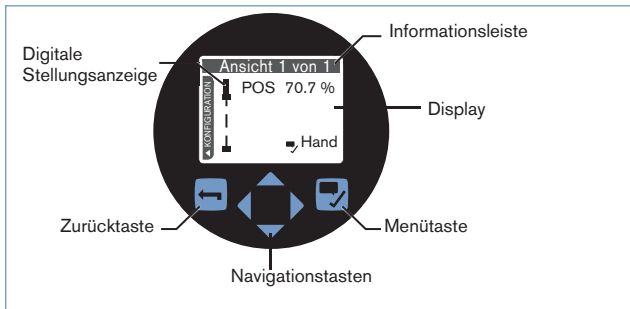 Informationsleiste
Digitale
Stellungsanzeige
Ansicht 1 von 1
POS 70.7 %
◄ KONFIGURATION
Display
Hand
Zurücktaste
Menütaste
Navigationstasten